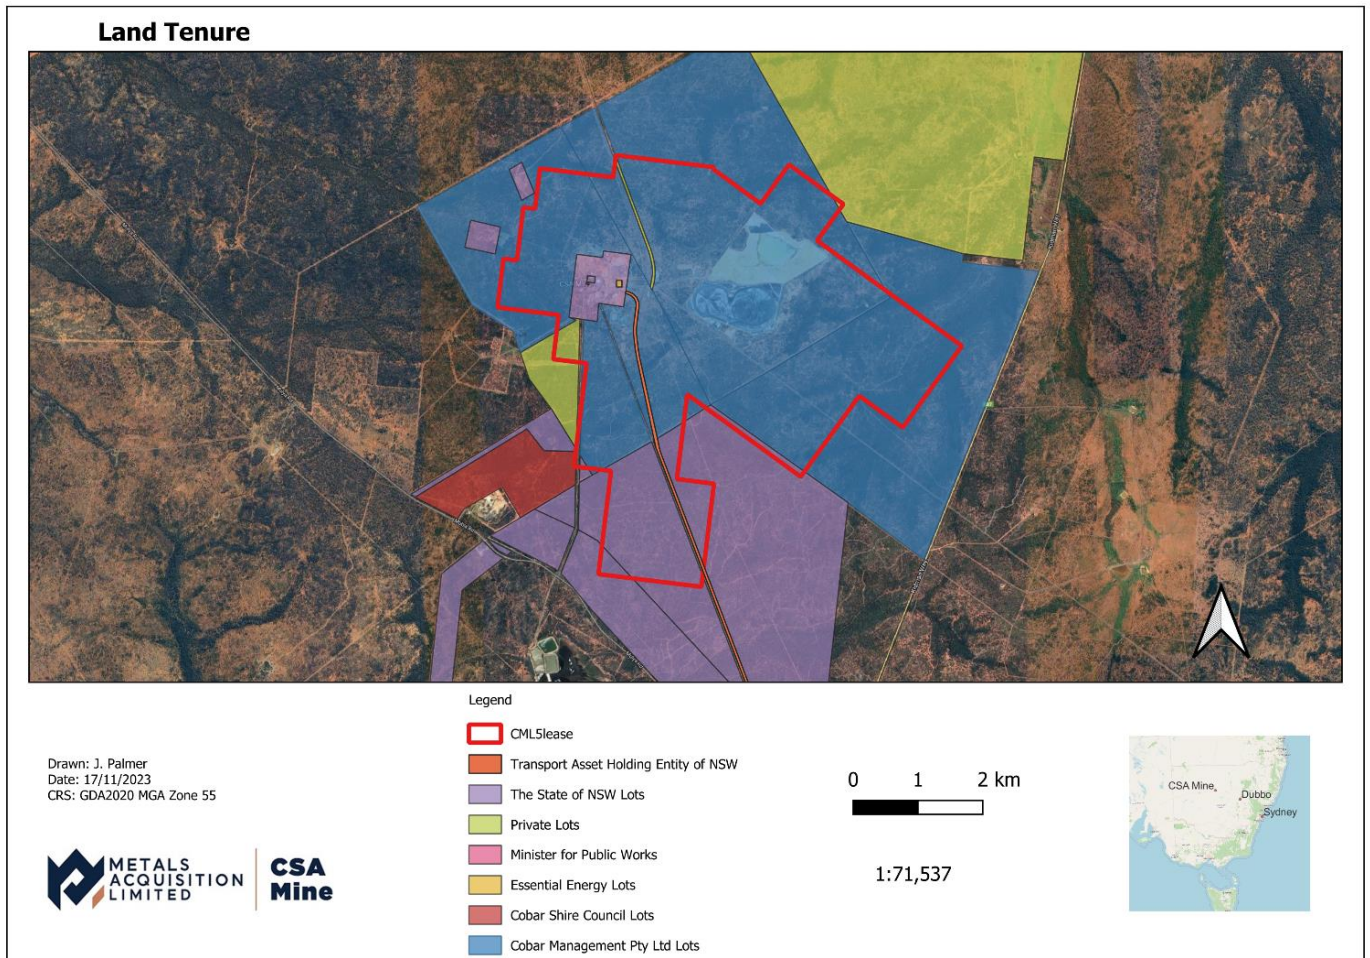 Land Tenure
Legend
CML5lease
Transport Asset Holding Entity of NSW
The State of NSW Lots
Private Lots
Minister for Public Works
Essential Energy Lots
Cobar Shire Council Lots
Cobar Management Pty Ltd Lots
Drawn: J. Palmer
Date: 17/11/2023
CRS: GDA2020 MGA Zone 55
METALS
ACQUISITION
LIMITED
CSA
Mine
0 1 2 km
1:71,537
CSA Mine
Dubbo
Sydney